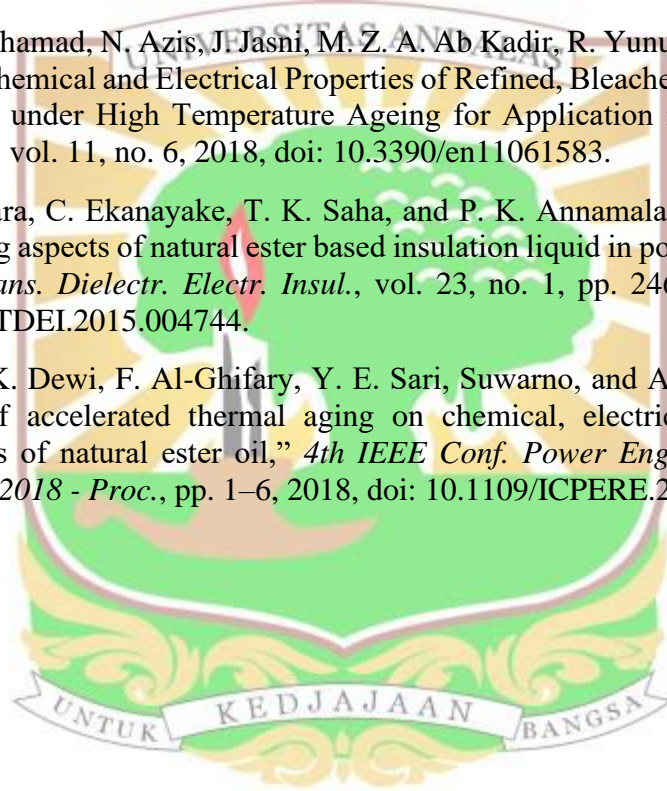 UNIVERSITAS ANDALAS
hamad, N. Azis, J. Jasni, M. Z. A. Ab Kadir, R. Yunu
hemical and Electrical Properties of Refined, Bleache
under High Temperature Ageing for Application
vol. 11, no. 6, 2018, doi: 10.3390/en11061583.
ara, C. Ekanayake, T. K. Saha, and P. K. Annamala
g aspects of natural ester based insulation liquid in po
ans. Dielectr. Electr. Insul., vol. 23, no. 1, pp. 246
TDEI.2015.004744.
K. Dewi, F. Al-Ghifary, Y. E. Sari, Suwarno, and A
f accelerated thermal aging on chemical, electric
s of natural ester oil,” 4th IEEE Conf. Power Eng
2018 - Proc., pp. 1–6, 2018, doi: 10.1109/ICPERE.2
UNTUK KEDJAJAAN BANGSA